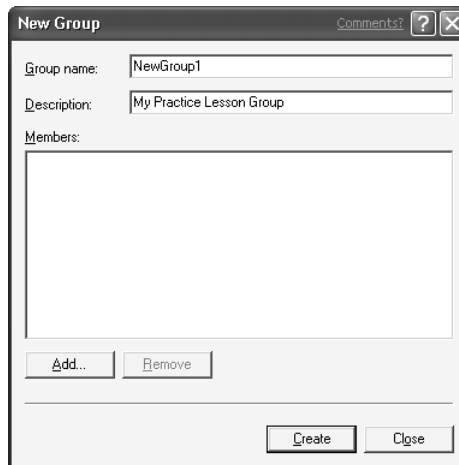 New Group Comments? ? X
Group name: NewGroup1
Description: My Practice Lesson Group
Members:
Add... Remove
Create Close